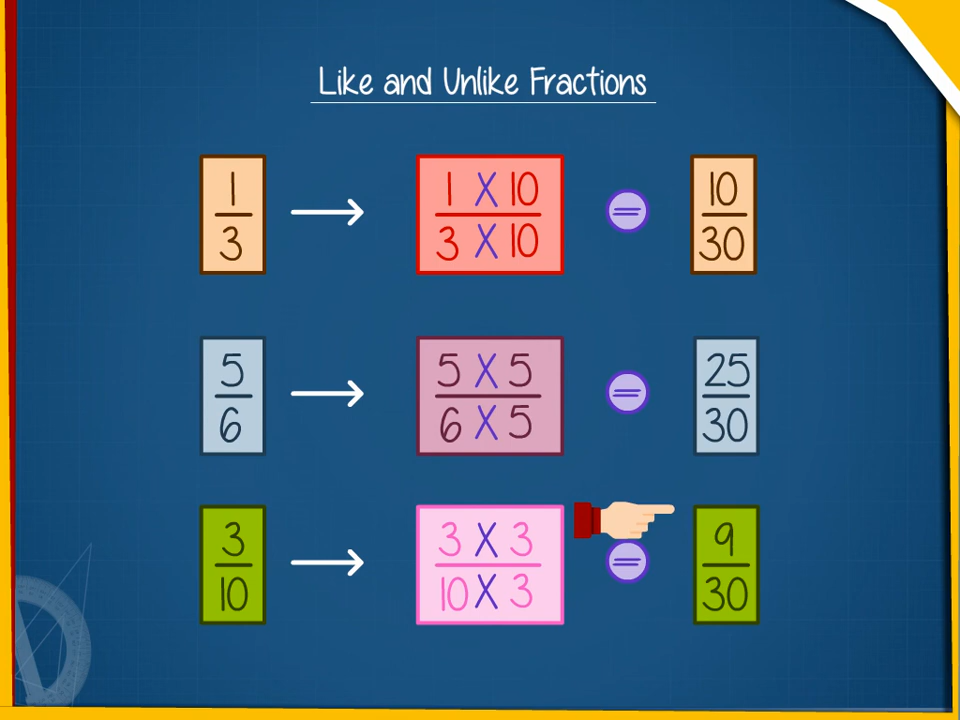 Like and Unlike Fractions
1/3 → 1 X 10 / 3 X 10 = 10/30
5/6 → 5 X 5 / 6 X 5 = 25/30
3/10 → 3 X 3 / 10 X 3 = 9/30